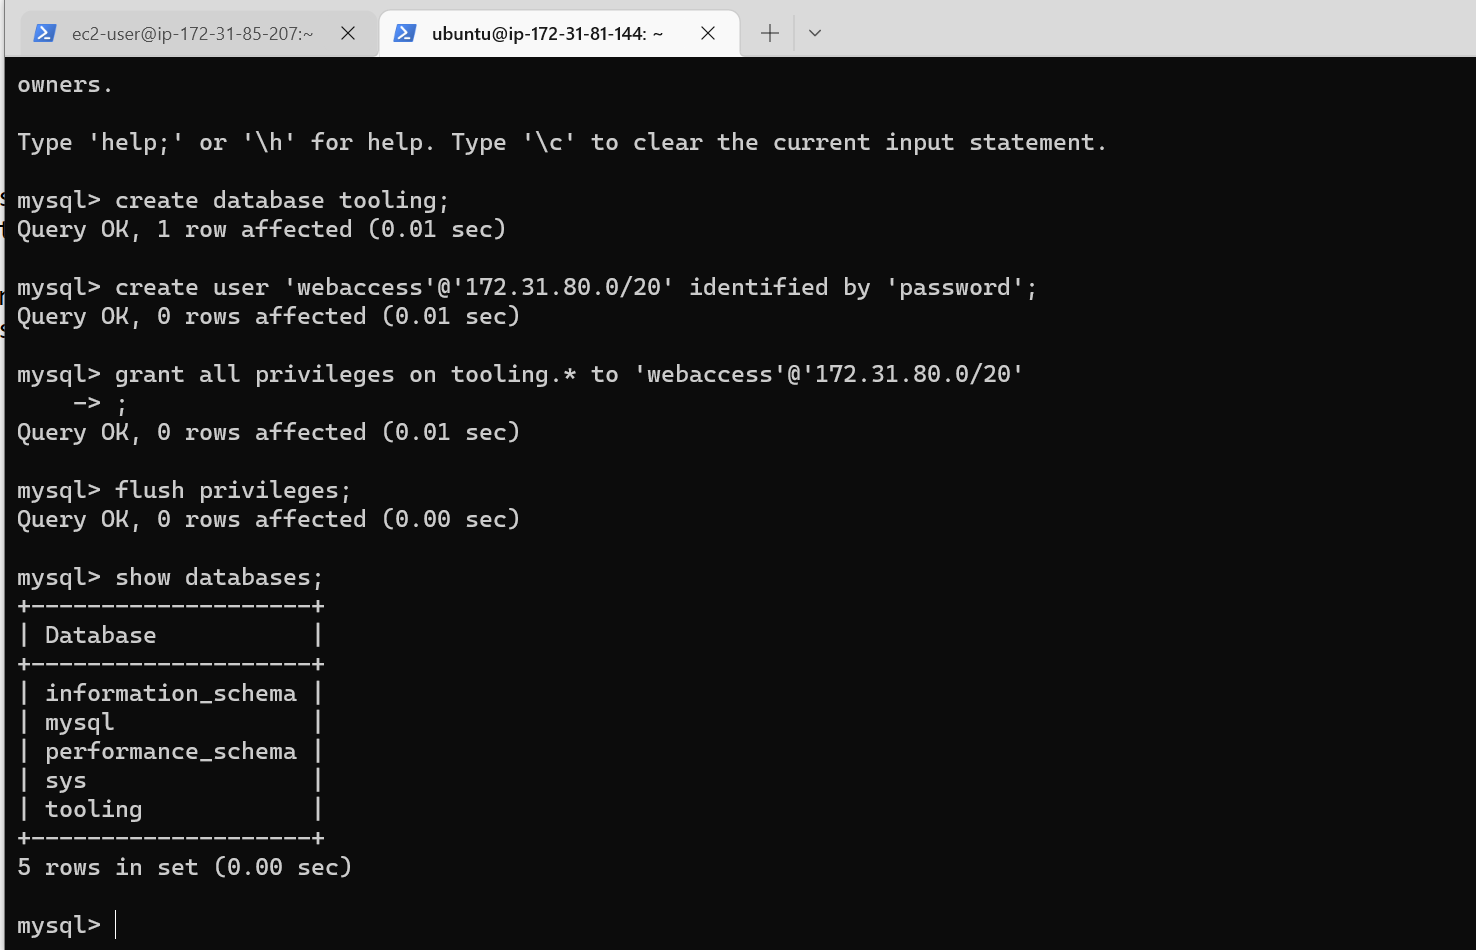 ec2-user@ip-172-31-85-207:~
ubuntu@ip-172-31-81-144: ~
owners.
Type 'help;' or '\h' for help. Type '\c' to clear the current input statement.
mysql> create database tooling;
Query OK, 1 row affected (0.01 sec)
mysql> create user 'webaccess'@'172.31.80.0/20' identified by 'password';
Query OK, 0 rows affected (0.01 sec)
mysql> grant all privileges on tooling.* to 'webaccess'@'172.31.80.0/20'
    -> ;
Query OK, 0 rows affected (0.01 sec)
mysql> flush privileges;
Query OK, 0 rows affected (0.00 sec)
mysql> show databases;
+--------------------+
| Database           |
+--------------------+
| information_schema |
| mysql              |
| performance_schema |
| sys                |
| tooling            |
+--------------------+
5 rows in set (0.00 sec)
mysql>